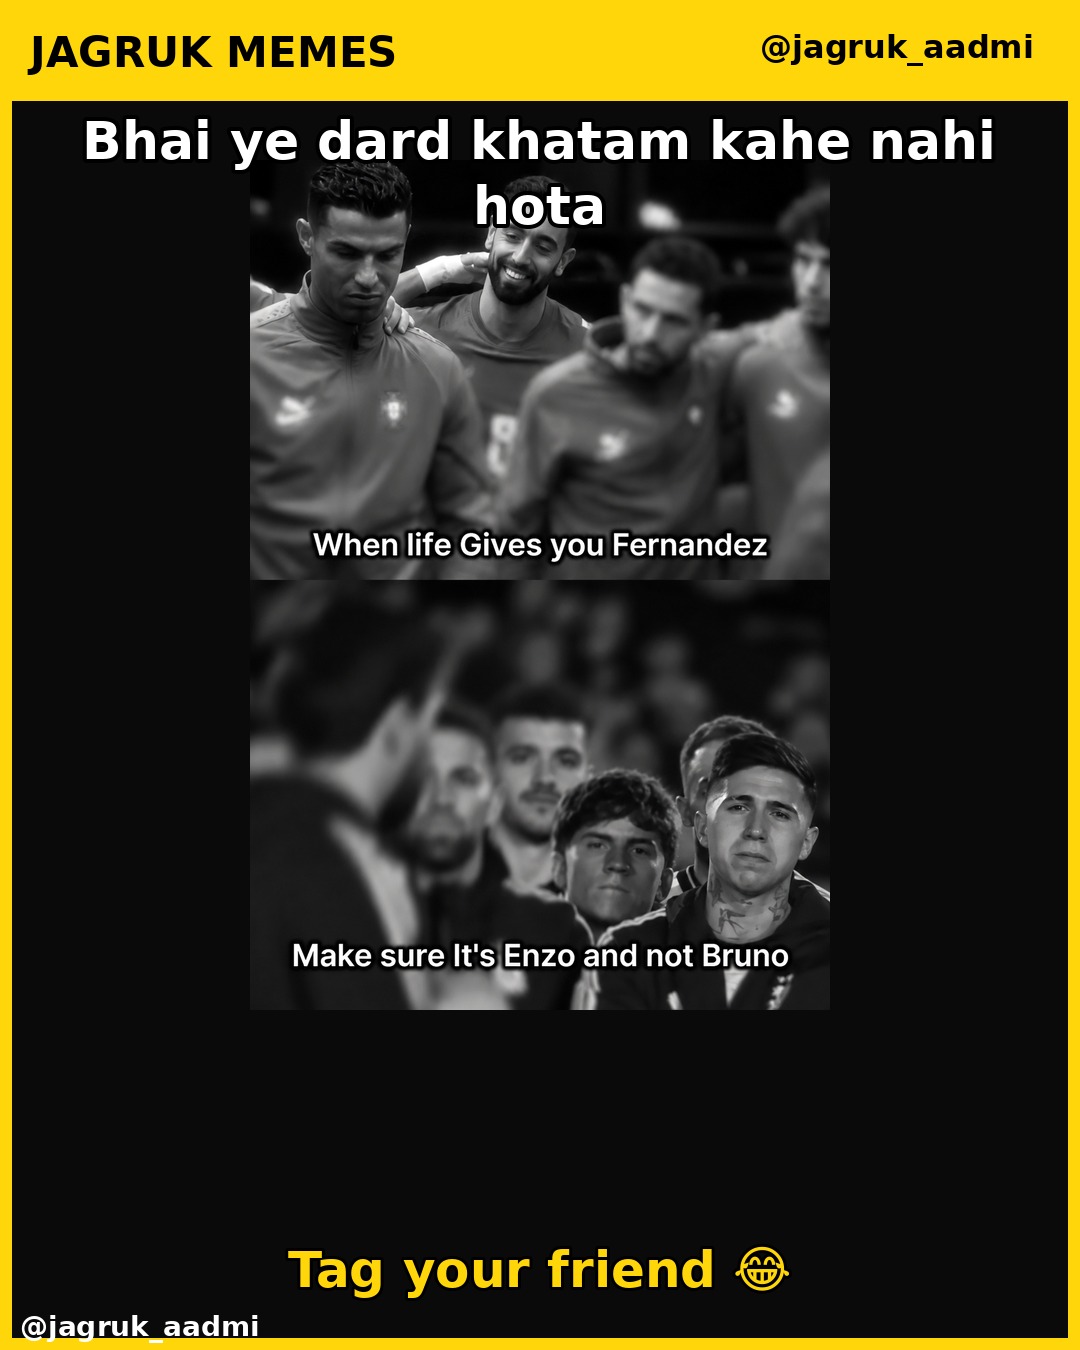 JAGRUK MEMES
@jagruk_aadmi
Bhai ye dard khatam kahe nahi
hota
When life Gives you Fernandez
Make sure It's Enzo and not Bruno
Tag your friend 😂
@jagruk_aadmi